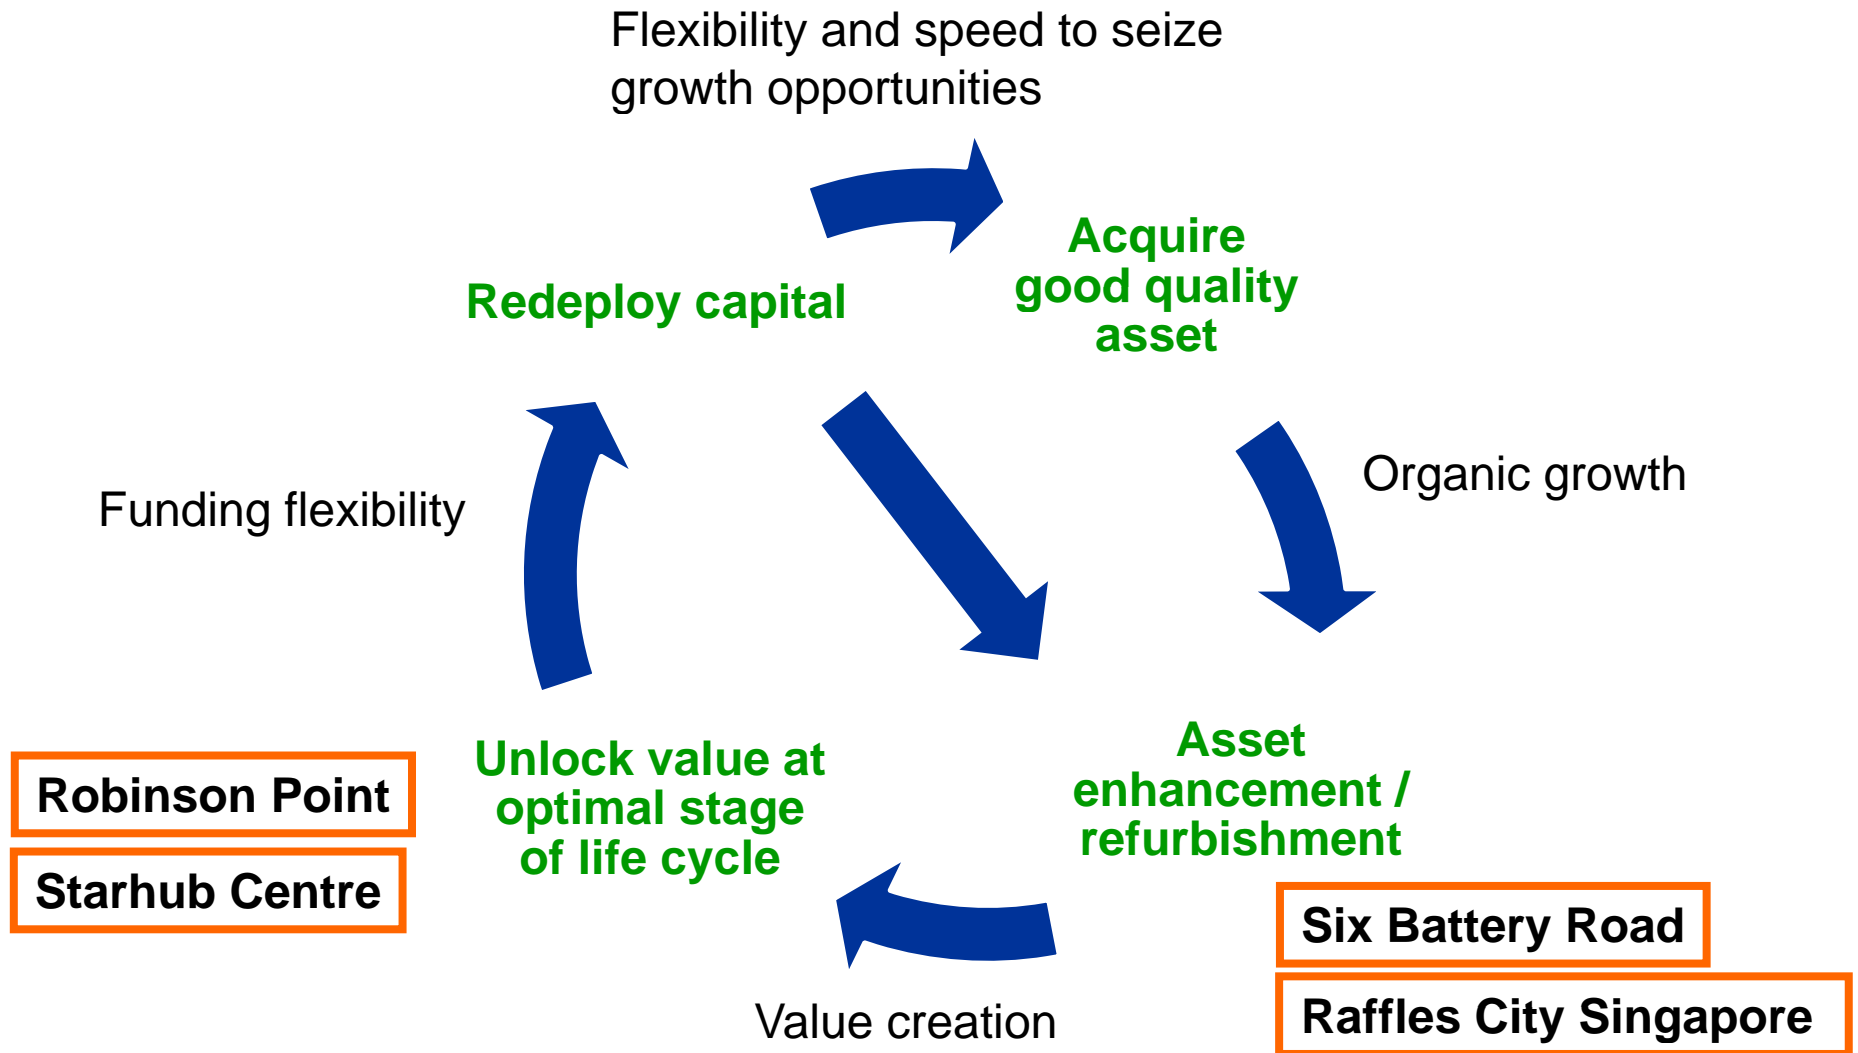 Flexibility and speed to seize
growth opportunities
Acquire
good quality
asset
Redeploy capital
Organic growth
Funding flexibility
Asset
enhancement /
refurbishment
Unlock value at
optimal stage
of life cycle
Robinson Point
Starhub Centre
Six Battery Road
Raffles City Singapore
Value creation